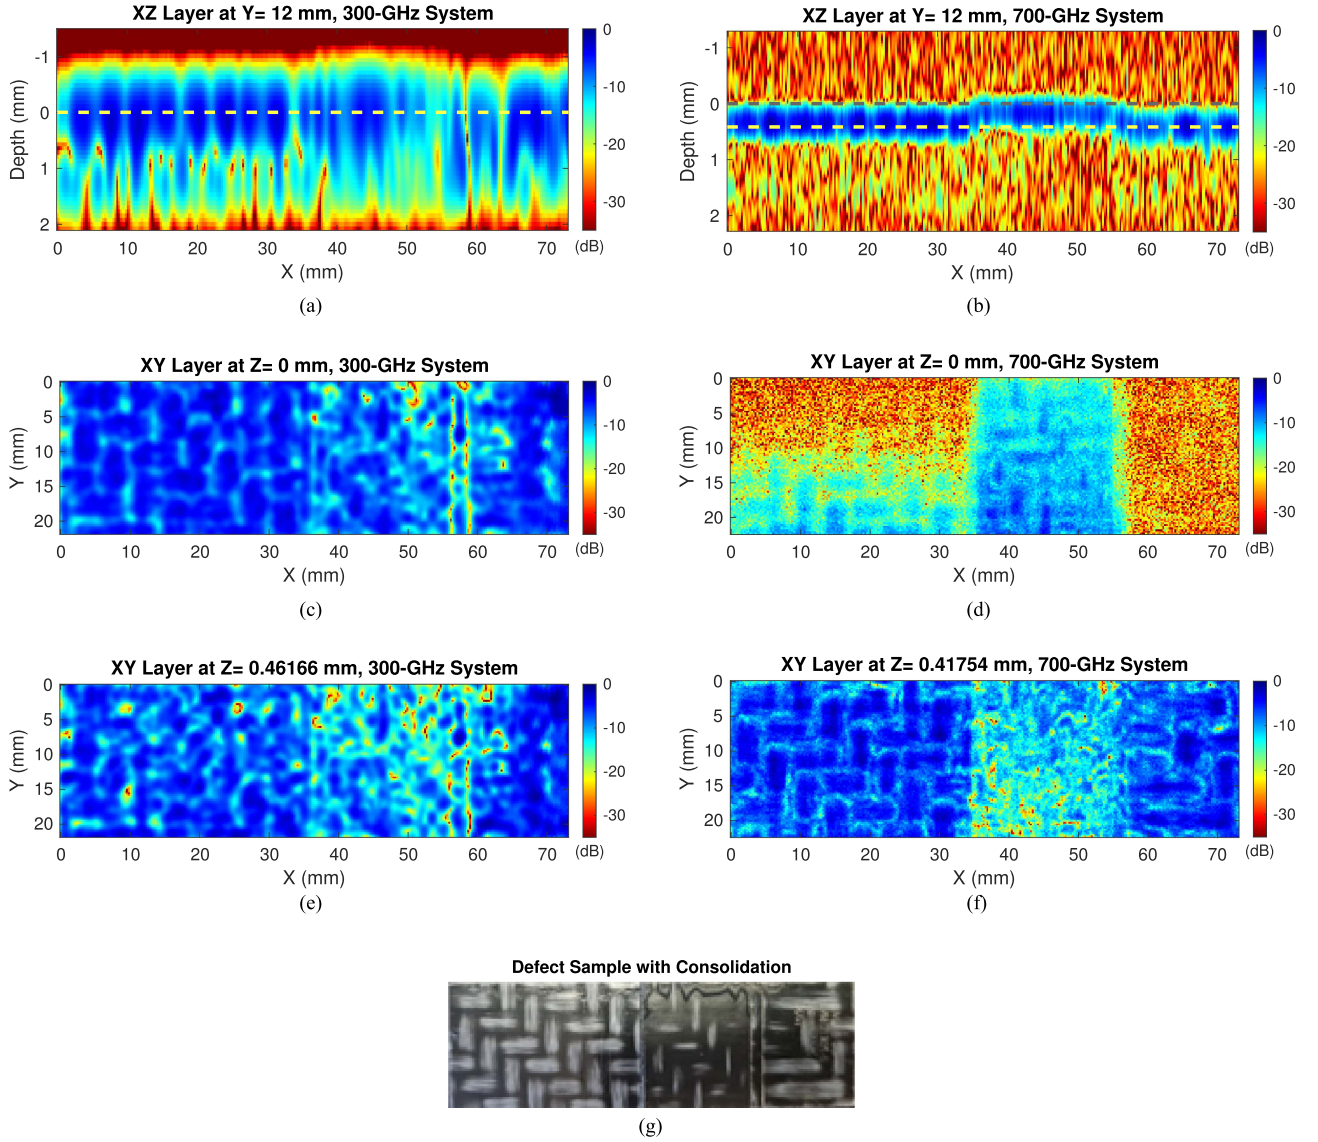 XZ Layer at Y= 12 mm, 300-GHz System
Depth (mm)
-1
0
1
2
0 10 20 30 40 50 60 70
X (mm)
0
-10
-20
-30
(dB)
(a)
XZ Layer at Y= 12 mm, 700-GHz System
Depth (mm)
-1
0
1
2
0 10 20 30 40 50 60 70
X (mm)
0
-10
-20
-30
(dB)
(b)
XY Layer at Z= 0 mm, 300-GHz System
Y (mm)
0
5
10
15
20
0 10 20 30 40 50 60 70
X (mm)
0
-10
-20
-30
(dB)
(c)
XY Layer at Z= 0 mm, 700-GHz System
Y (mm)
0
5
10
15
20
0 10 20 30 40 50 60 70
X (mm)
0
-10
-20
-30
(dB)
(d)
XY Layer at Z= 0.46166 mm, 300-GHz System
Y (mm)
0
5
10
15
20
0 10 20 30 40 50 60 70
X (mm)
0
-10
-20
-30
(dB)
(e)
XY Layer at Z= 0.41754 mm, 700-GHz System
Y (mm)
0
5
10
15
20
0 10 20 30 40 50 60 70
X (mm)
0
-10
-20
-30
(dB)
(f)
Defect Sample with Consolidation
(g)